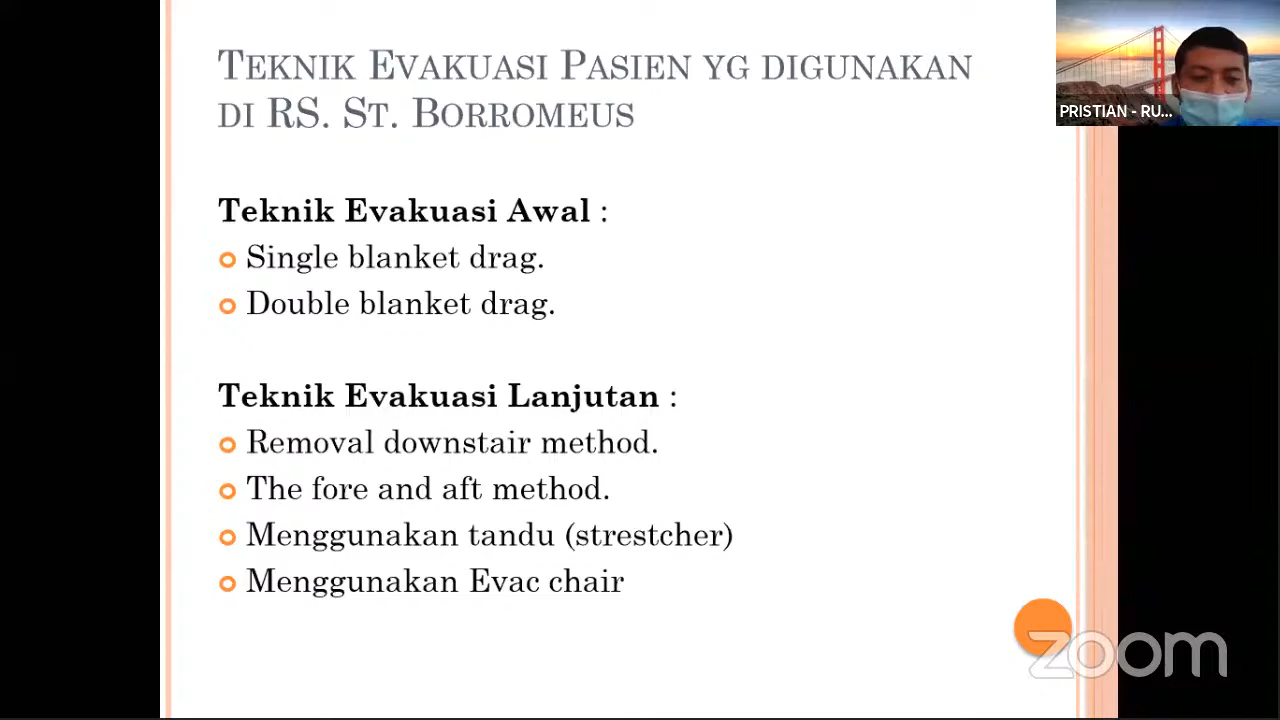 TEKNIK EVAKUASI PASIEN YG DIGUNAKAN
DI RS. ST. BORROMEUS
PRISTIAN - RU...
Teknik Evakuasi Awal :
Single blanket drag.
Double blanket drag.
Teknik Evakuasi Lanjutan :
Removal downstair method.
The fore and aft method.
Menggunakan tandu (strestcher)
Menggunakan Evac chair
zoom